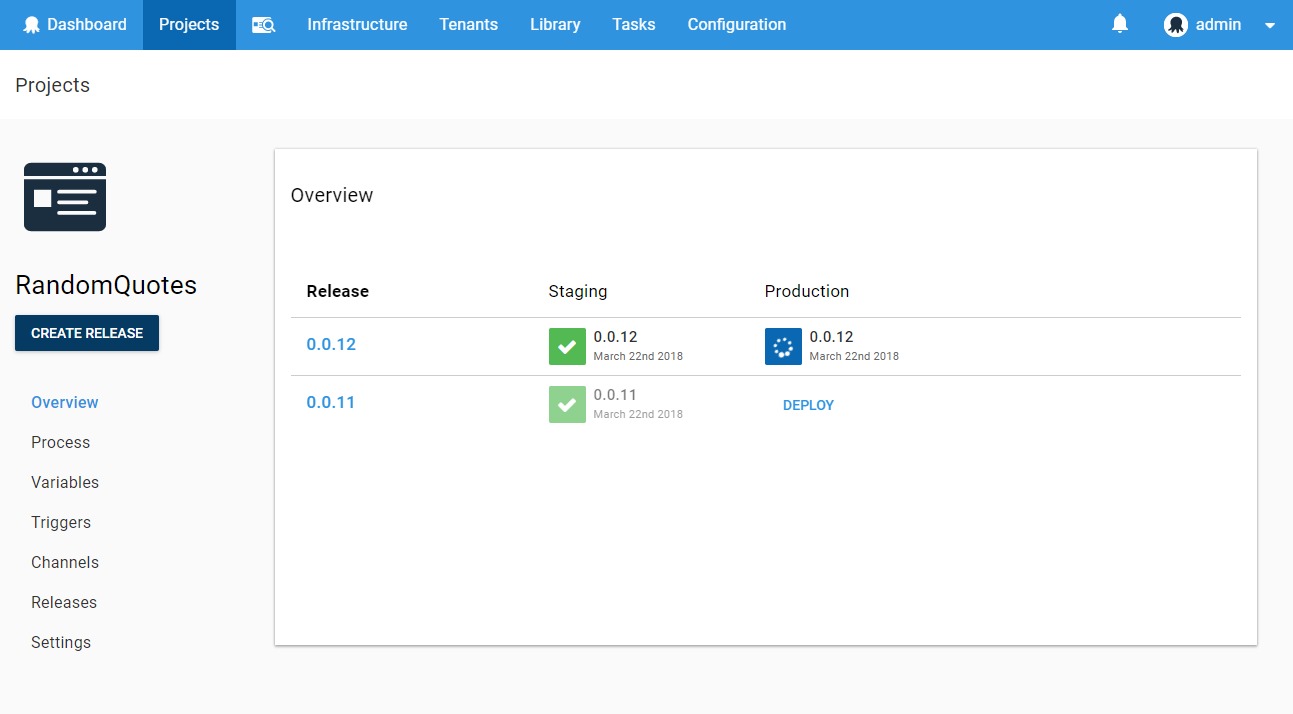 Dashboard Projects Infrastructure Tenants Library Tasks Configuration admin
Projects
RandomQuotes
CREATE RELEASE
Overview
Process
Variables
Triggers
Channels
Releases
Settings
Overview
Release Staging Production
0.0.12 0.0.12 0.0.12
March 22nd 2018 March 22nd 2018
0.0.11 0.0.11 DEPLOY
March 22nd 2018